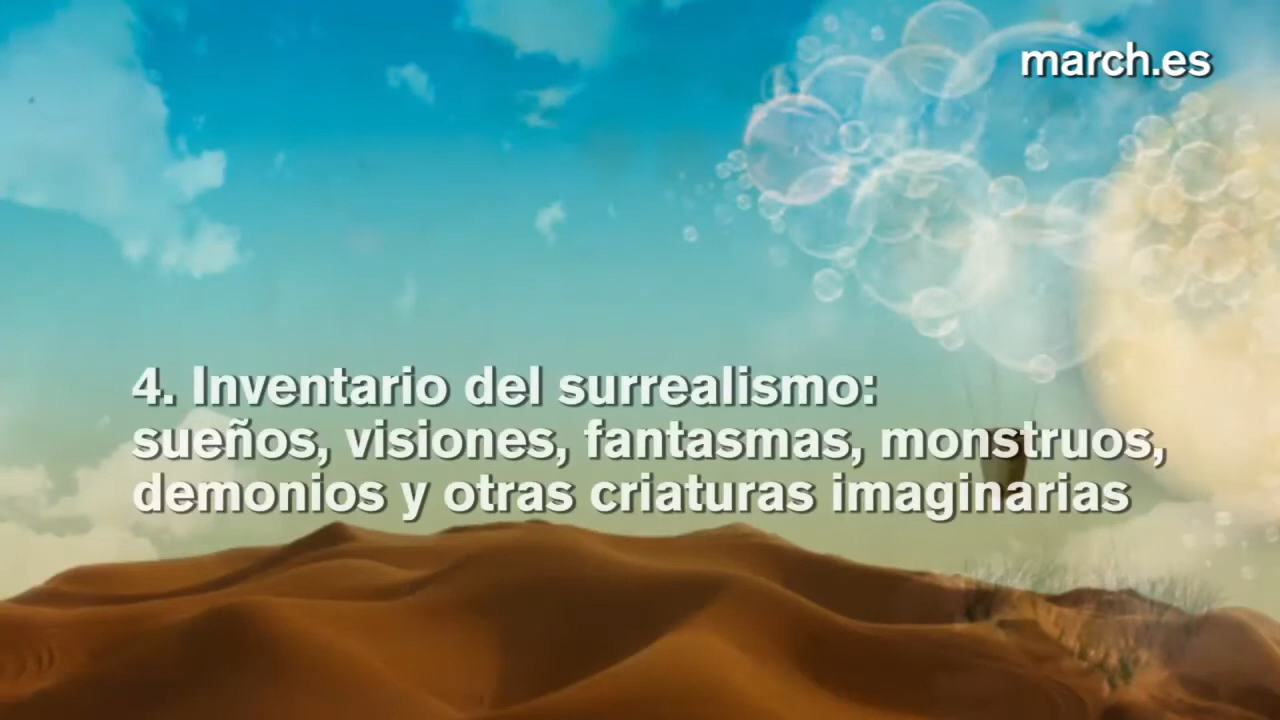 march.es
4. Inventario del surrealismo:
sueños, visiones, fantasmas, monstruos,
demonios y otras criaturas imaginarias